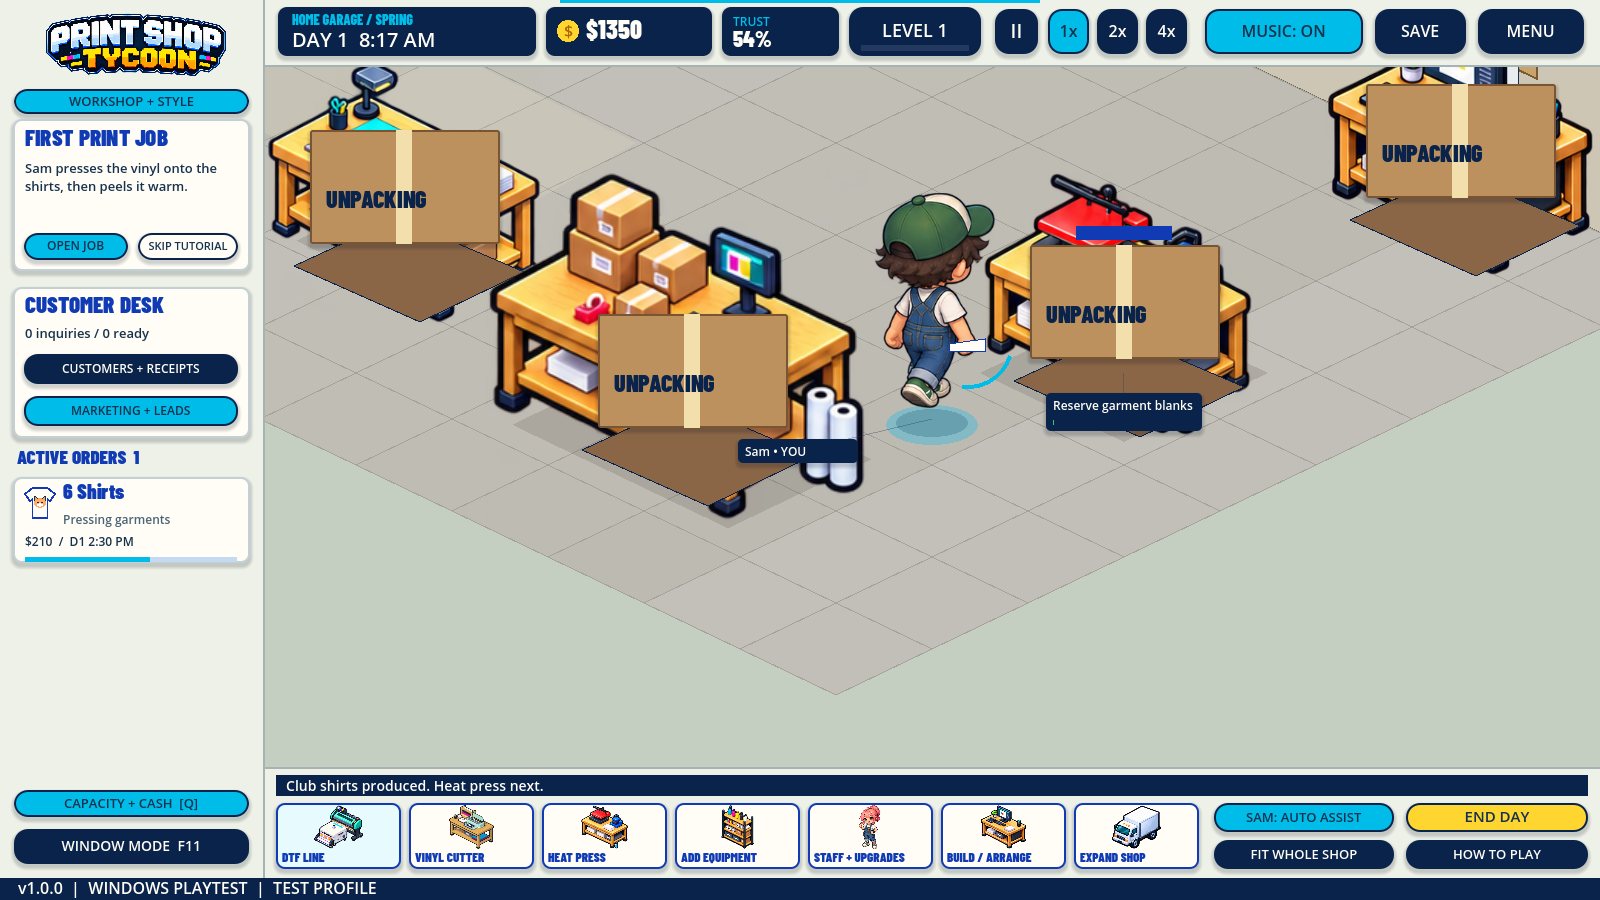 PRINT SHOP
TYCOON
WORKSHOP + STYLE
FIRST PRINT JOB
Sam presses the vinyl onto the
shirts, then peels it warm.
OPEN JOB
SKIP TUTORIAL
CUSTOMER DESK
0 inquiries / 0 ready
CUSTOMERS + RECEIPTS
MARKETING + LEADS
ACTIVE ORDERS 1
6 Shirts
Pressing garments
$210 / D1 2:30 PM
CAPACITY + CASH [Q]
WINDOW MODE F11
HOME GARAGE / SPRING
DAY 1 8:17 AM
$1350
TRUST
54%
LEVEL 1
II
1x
2x
4x
MUSIC: ON
SAVE
MENU
UNPACKING
UNPACKING
UNPACKING
UNPACKING
Reserve garment blanks
Sam • YOU
Club shirts produced. Heat press next.
DTF LINE
VINYL CUTTER
HEAT PRESS
ADD EQUIPMENT
STAFF + UPGRADES
BUILD / ARRANGE
EXPAND SHOP
SAM: AUTO ASSIST
END DAY
FIT WHOLE SHOP
HOW TO PLAY
v1.0.0 | WINDOWS PLAYTEST | TEST PROFILE